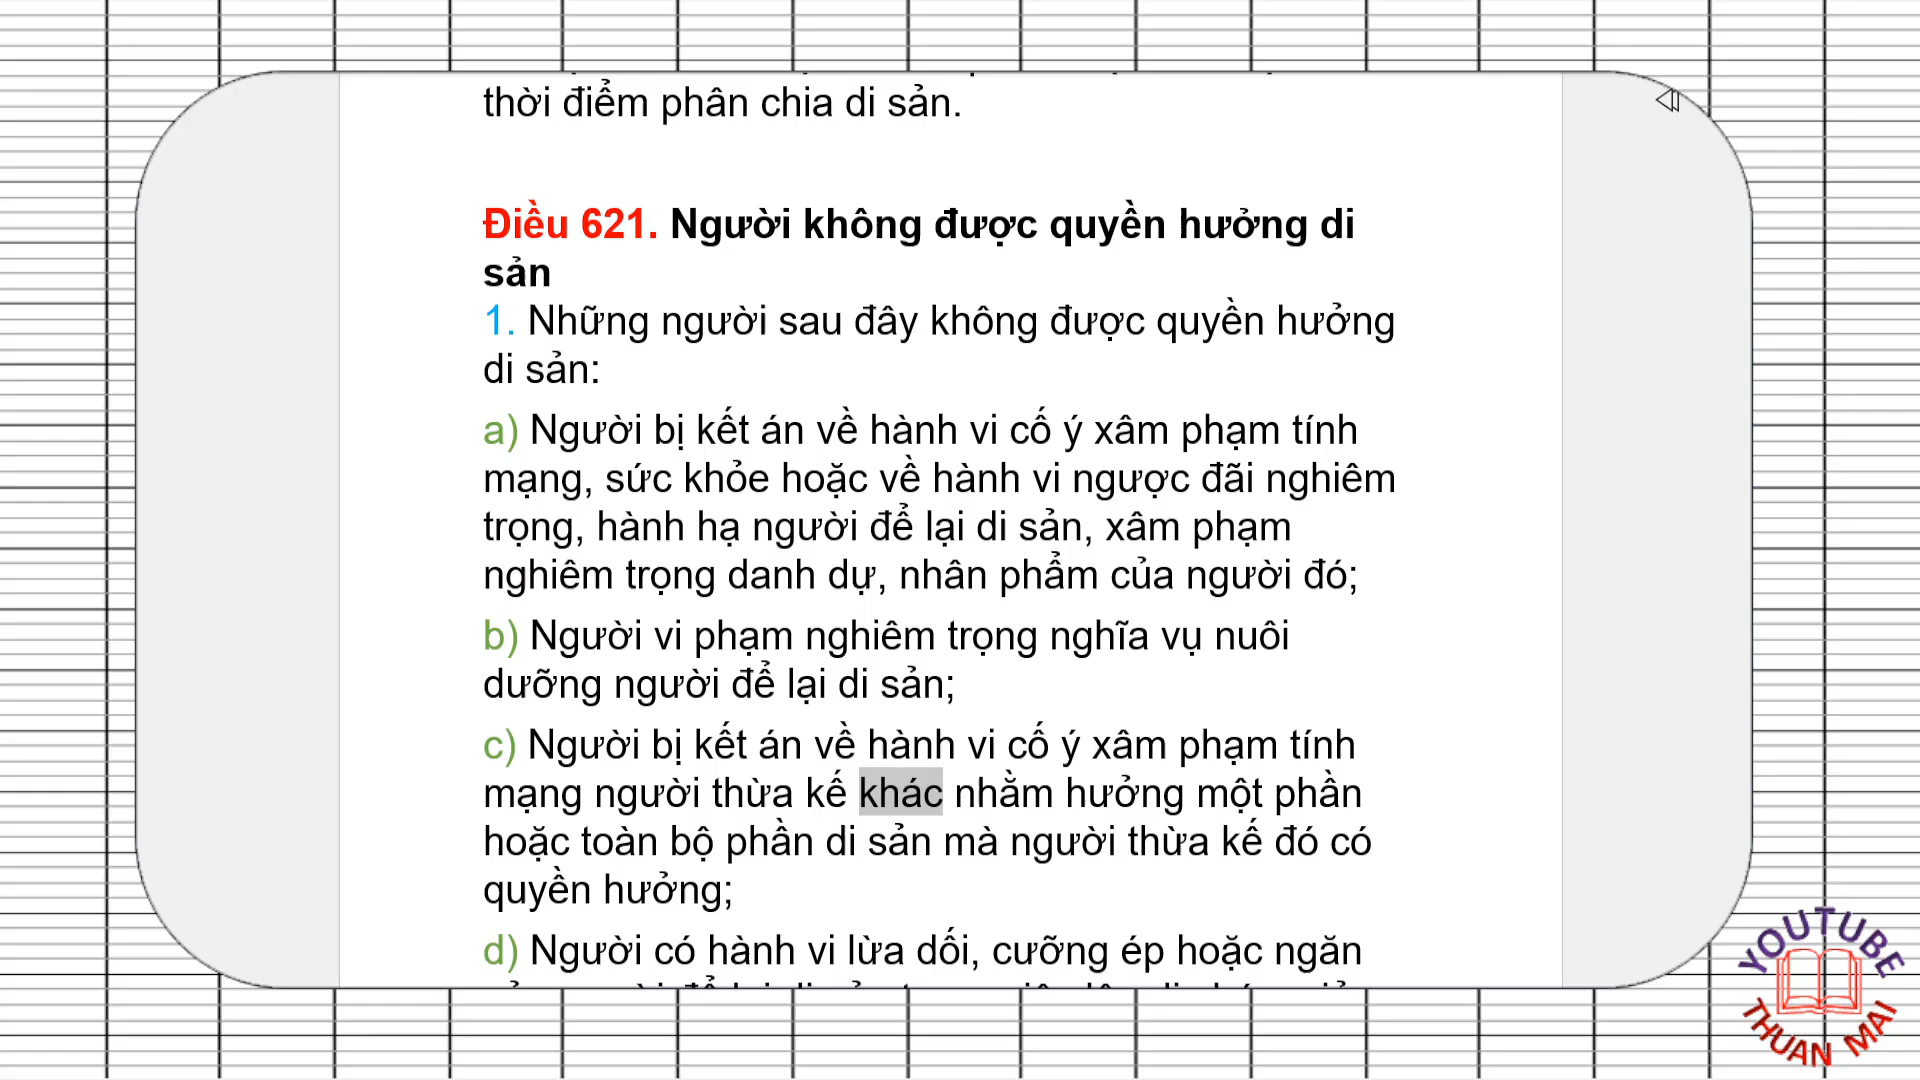 thời điểm phân chia di sản.
Điều 621. Người không được quyền hưởng di
sản
1. Những người sau đây không được quyền hưởng
di sản:
a) Người bị kết án về hành vi cố ý xâm phạm tính
mạng, sức khỏe hoặc về hành vi ngược đãi nghiêm
trọng, hành hạ người để lại di sản, xâm phạm
nghiêm trọng danh dự, nhân phẩm của người đó;
b) Người vi phạm nghiêm trọng nghĩa vụ nuôi
dưỡng người để lại di sản;
c) Người bị kết án về hành vi cố ý xâm phạm tính
mạng người thừa kế khác nhằm hưởng một phần
hoặc toàn bộ phần di sản mà người thừa kế đó có
quyền hưởng;
d) Người có hành vi lừa dối, cưỡng ép hoặc ngăn
YOUTUBE
THUAN MAI